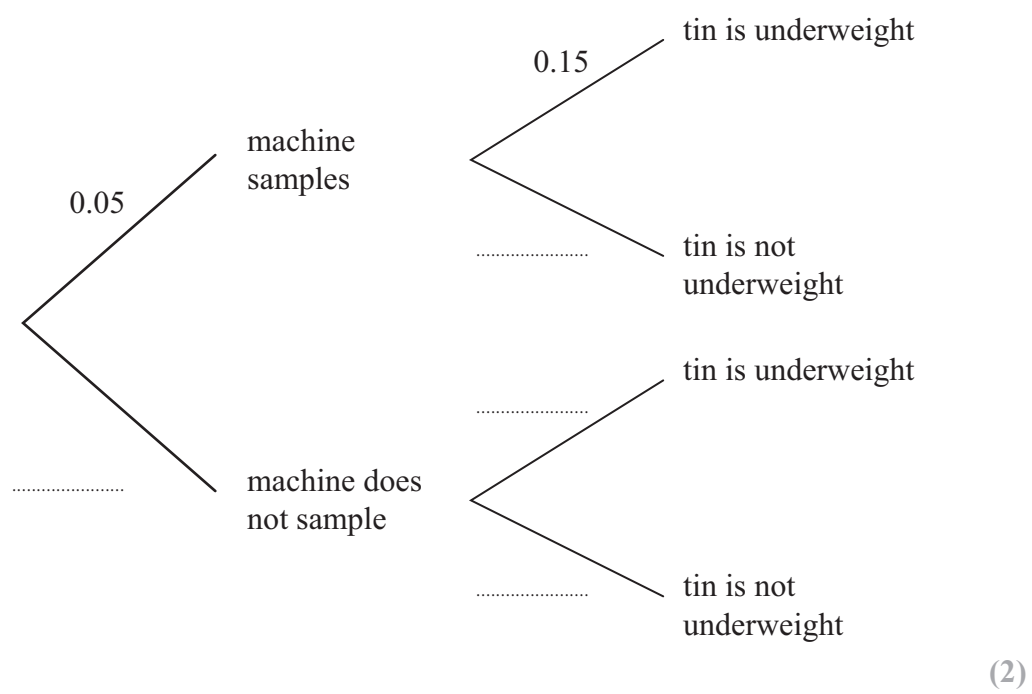 tin is underweight
0.15
machine
samples
0.05
tin is not
underweight
.......................
tin is underweight
.......................
machine does
not sample
.......................
tin is not
underweight
.......................
(2)